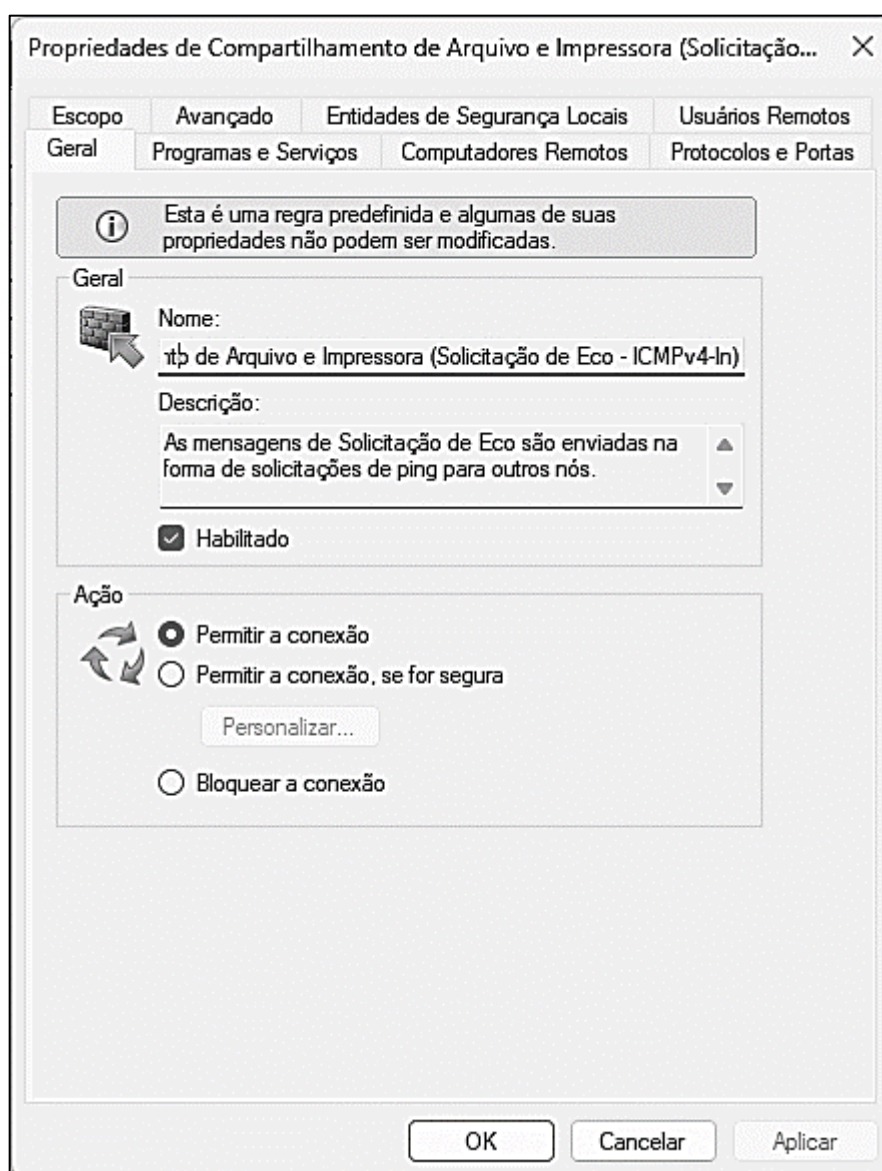 Propriedades de Compartilhamento de Arquivo e Impressora (Solicitação...
Escopo Avançado Entidades de Segurança Locais Usuários Remotos
Geral Programas e Serviços Computadores Remotos Protocolos e Portas
Esta é uma regra predefinida e algumas de suas
propriedades não podem ser modificadas.
Geral
Nome:
de Arquivo e Impressora (Solicitação de Eco - ICMPv4-In)
Descrição:
As mensagens de Solicitação de Eco são enviadas na
forma de solicitações de ping para outros nós.
Habilitado
Ação
Permitir a conexão
Permitir a conexão, se for segura
Personalizar...
Bloquear a conexão
OK Cancelar Aplicar